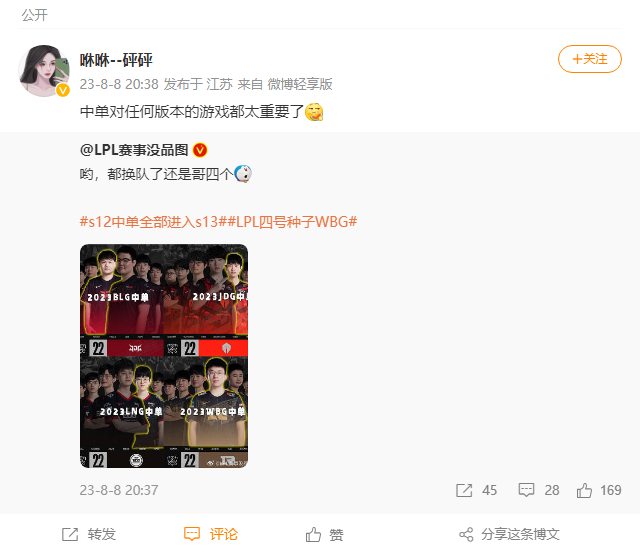 公开
咻咻--砰砰
+关注
23-8-8 20:38 发布于 江苏 来自 微博轻享版
中单对任何版本的游戏都太重要了
@LPL赛事没品图
哟，都换队了还是哥四个
#s12中单全部进入s13##LPL四号种子WBG#
2023BLG中单
2023JDG中
22
22
2023LNG中单
2023WBG中单
22
22
23-8-8 20:37
45
28
169
转发
评论
赞
分享这条博文